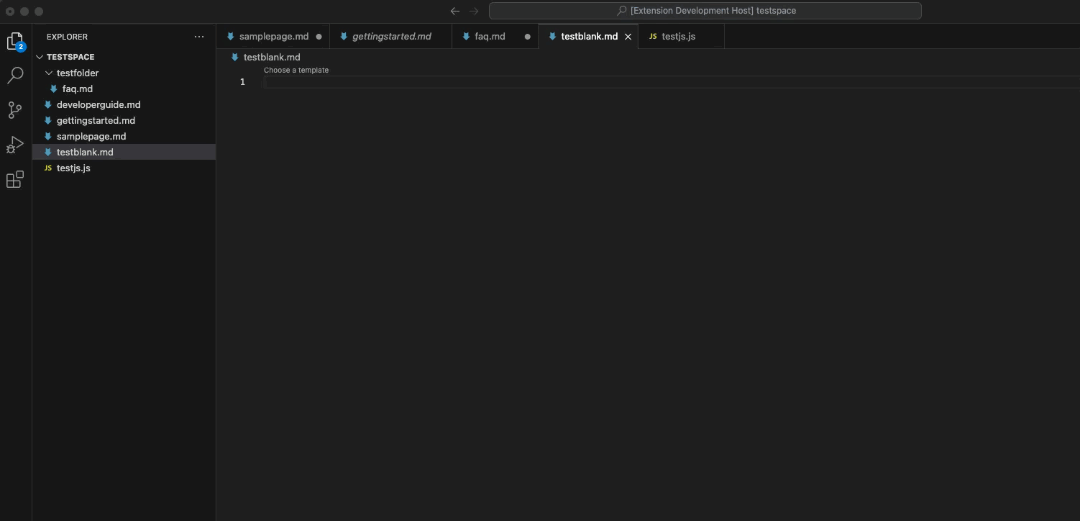 [Extension Development Host] testspace
EXPLORER
samplepage.md
gettingstarted.md
faq.md
testblank.md
JS testjs.js
2
TESTSPACE
testfolder
faq.md
developerguide.md
gettingstarted.md
samplepage.md
testblank.md
JS testjs.js
testblank.md
Choose a template
1